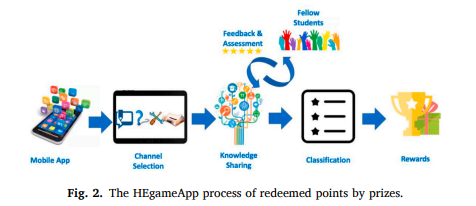 Feedback &
Assessment
Fellow
Students
Mobile App
Channel
Selection
Knowledge
Sharing
Classification
Rewards
Fig. 2. The HEgameApp process of redeemed points by prizes.